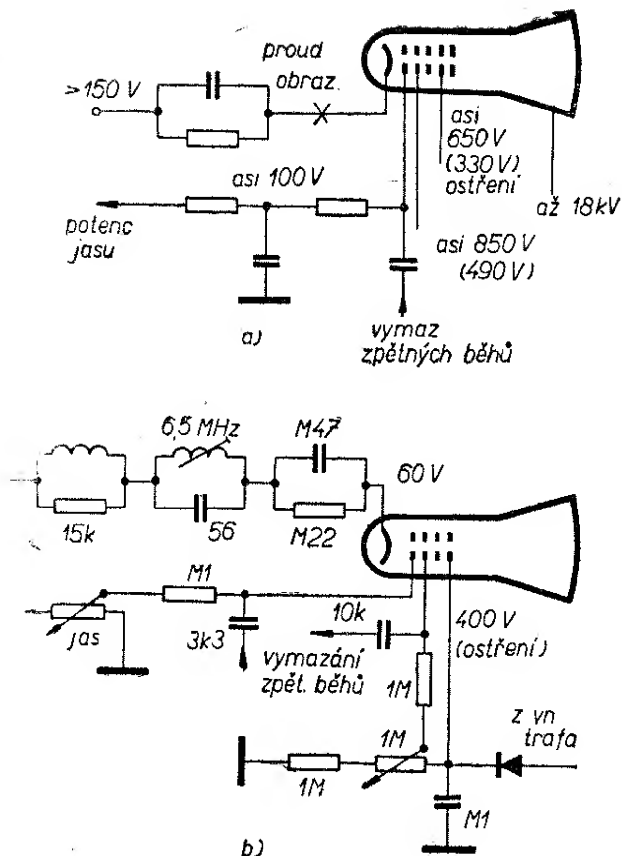 proud
obraz.
>150 V
asi
650 V
(330 V)
ostření
až 18kV
asi 100 V
potenc
jasu
asi 850 V
(490 V)
vymaz
zpětných běhů
a)
6,5 MHz
M47
60 V
15k
56
M22
M1
10k
400 V
(ostření)
jas
3k3
vymazání
zpět. běhů
1M
z vn
trafa
1M
1M
M1
b)